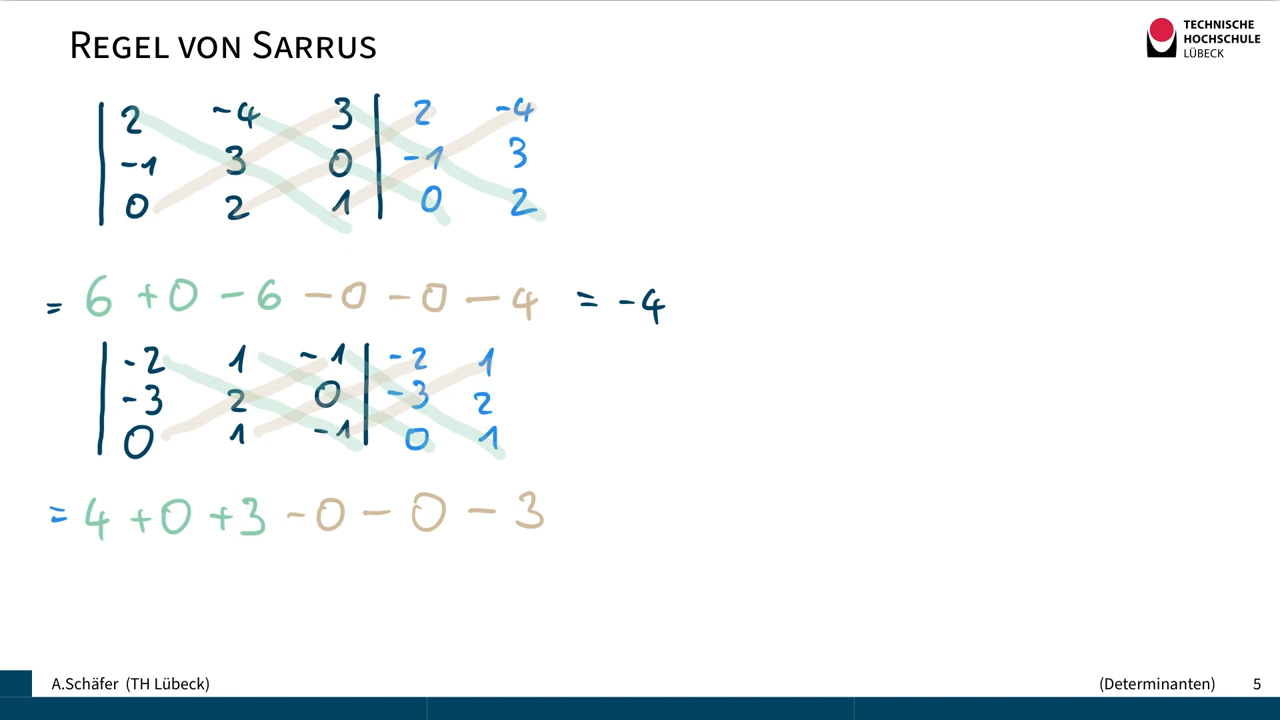 REGEL VON SARRUS
TECHNISCHE
HOCHSCHULE
LÜBECK
2 -4 3 | 2 -4
-1 3 0 | -1 3
0 2 1 | 0 2
= 6 + 0 - 6 - 0 - 0 - 4 = -4
-2 1 -1 | -2 1
-3 2 0 | -3 2
0 1 -1 | 0 1
= 4 + 0 + 3 - 0 - 0 - 3
A.Schäfer (TH Lübeck)
(Determinanten)
5